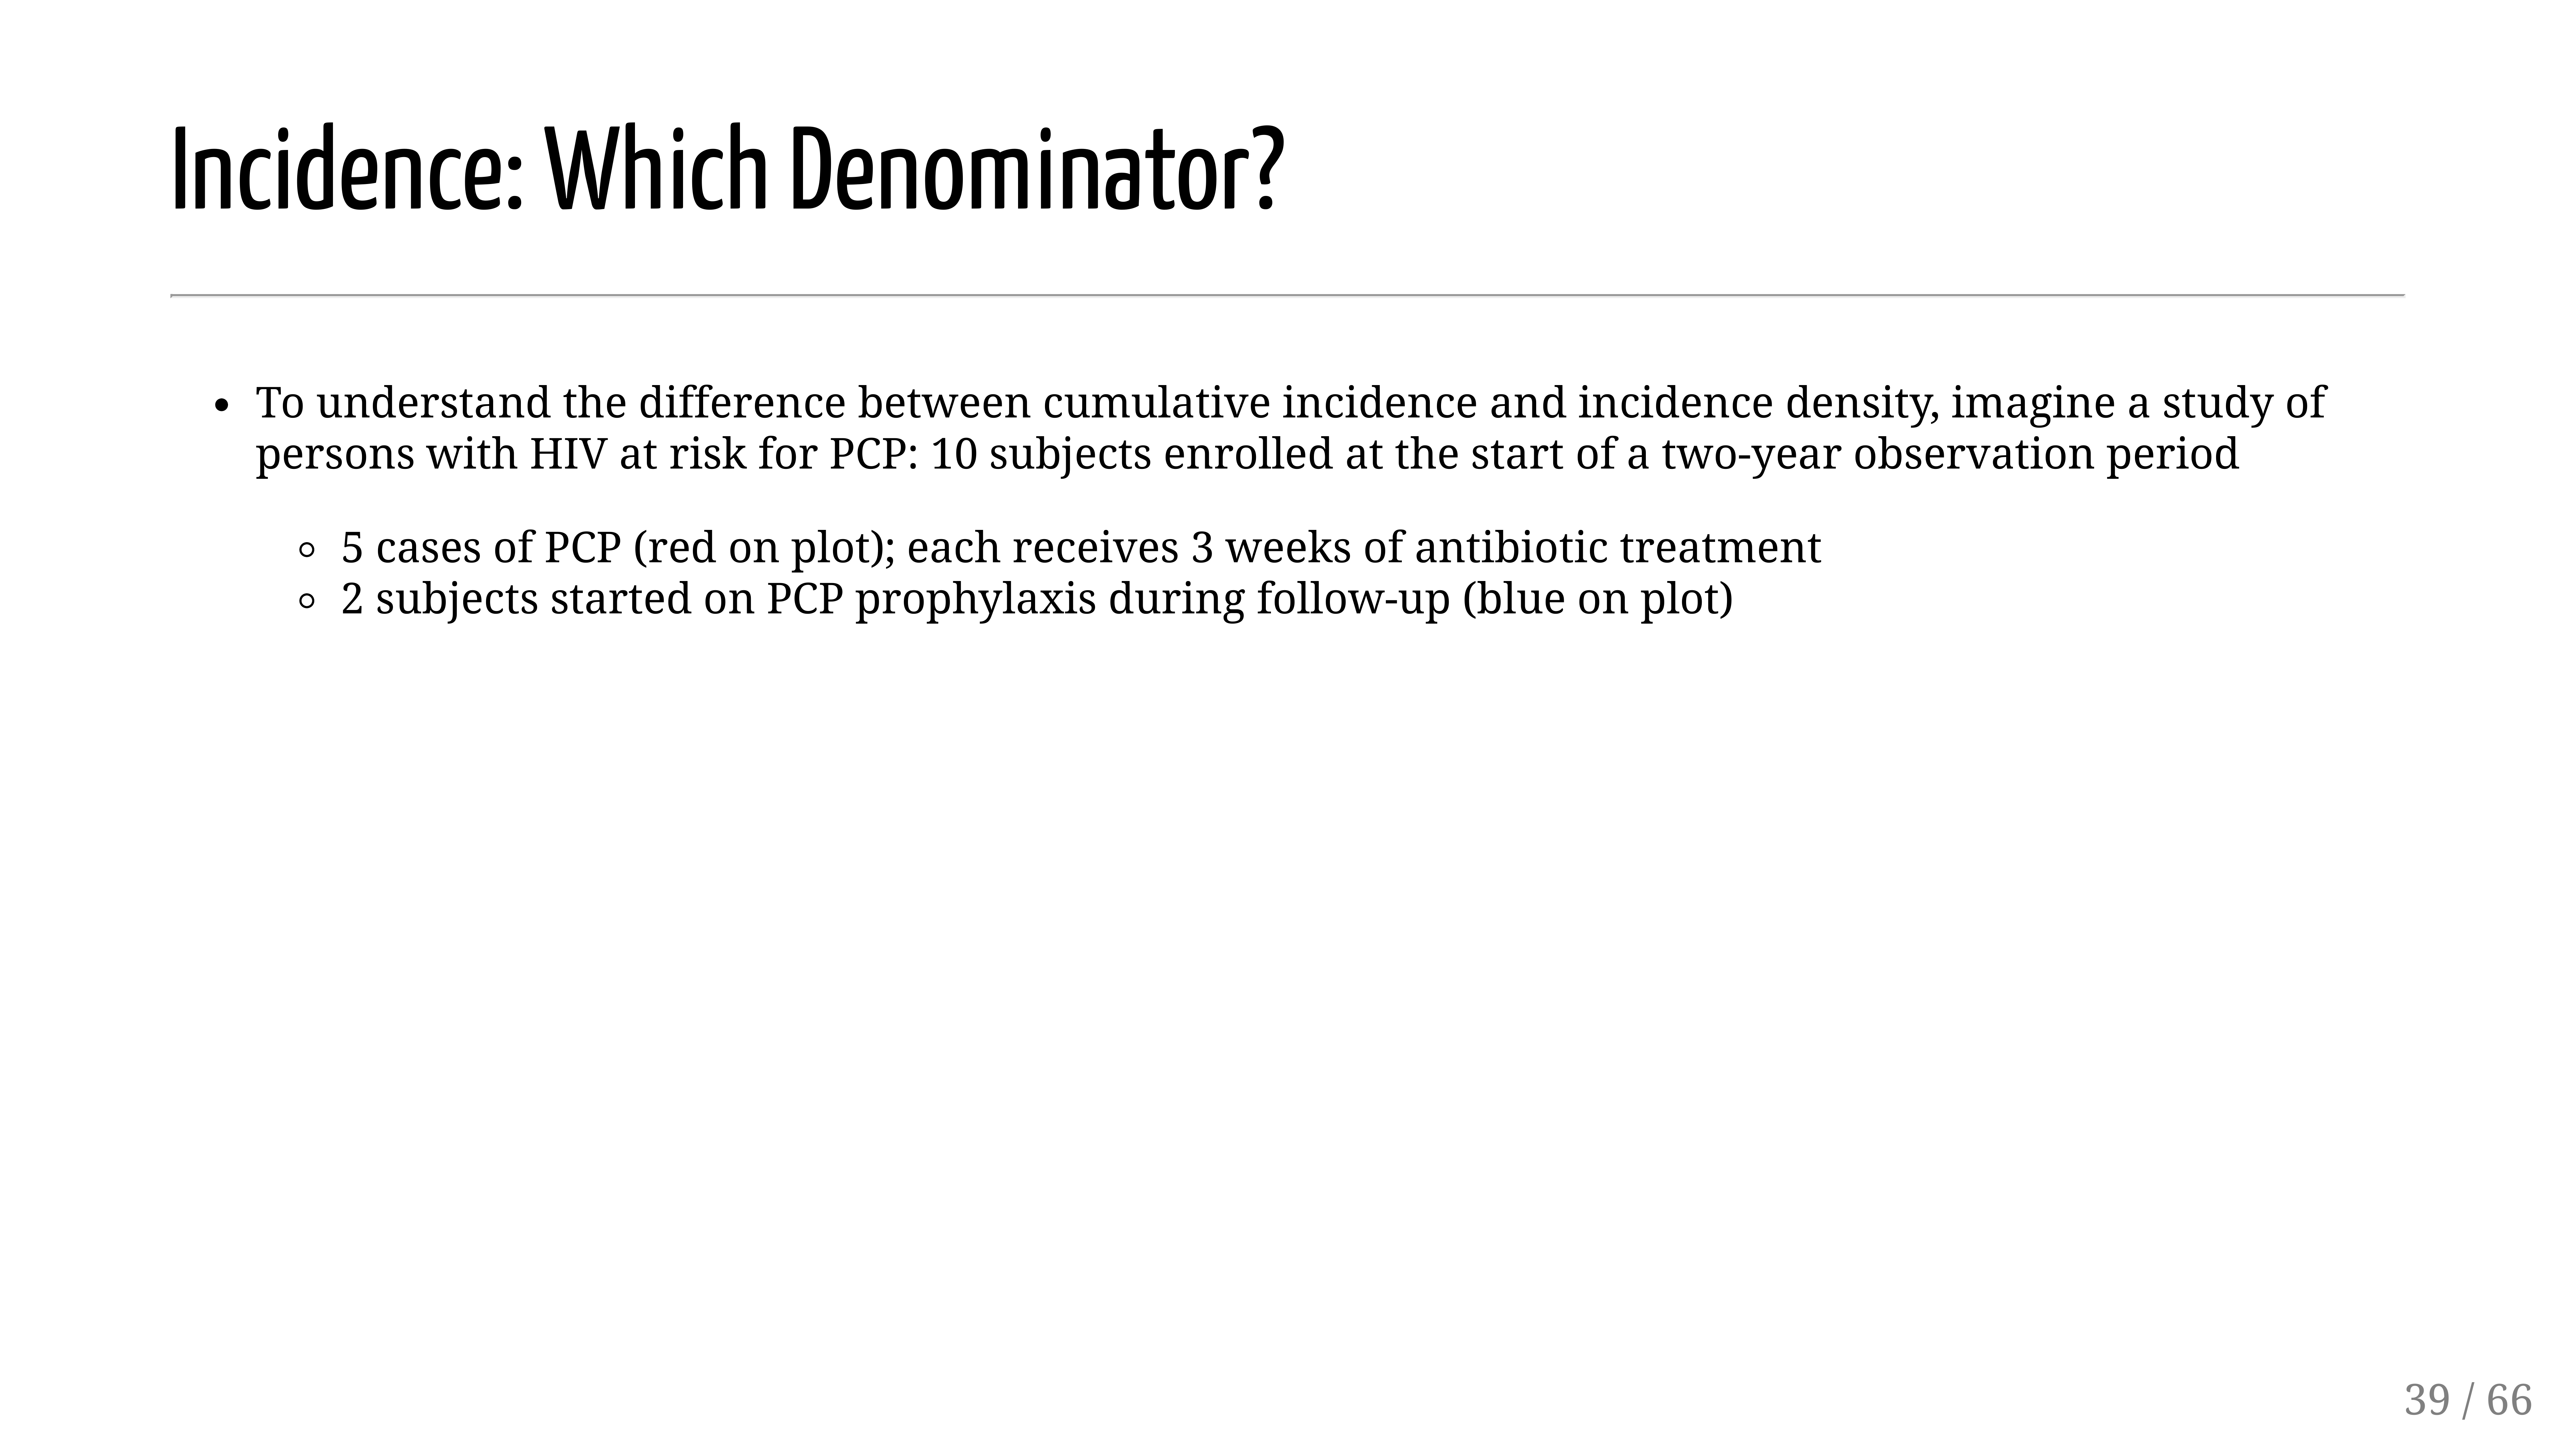 Incidence: Which Denominator?
• To understand the difference between cumulative incidence and incidence density, imagine a study of
persons with HIV at risk for PCP: 10 subjects enrolled at the start of a two-year observation period
◦ 5 cases of PCP (red on plot); each receives 3 weeks of antibiotic treatment
◦ 2 subjects started on PCP prophylaxis during follow-up (blue on plot)
39 / 66